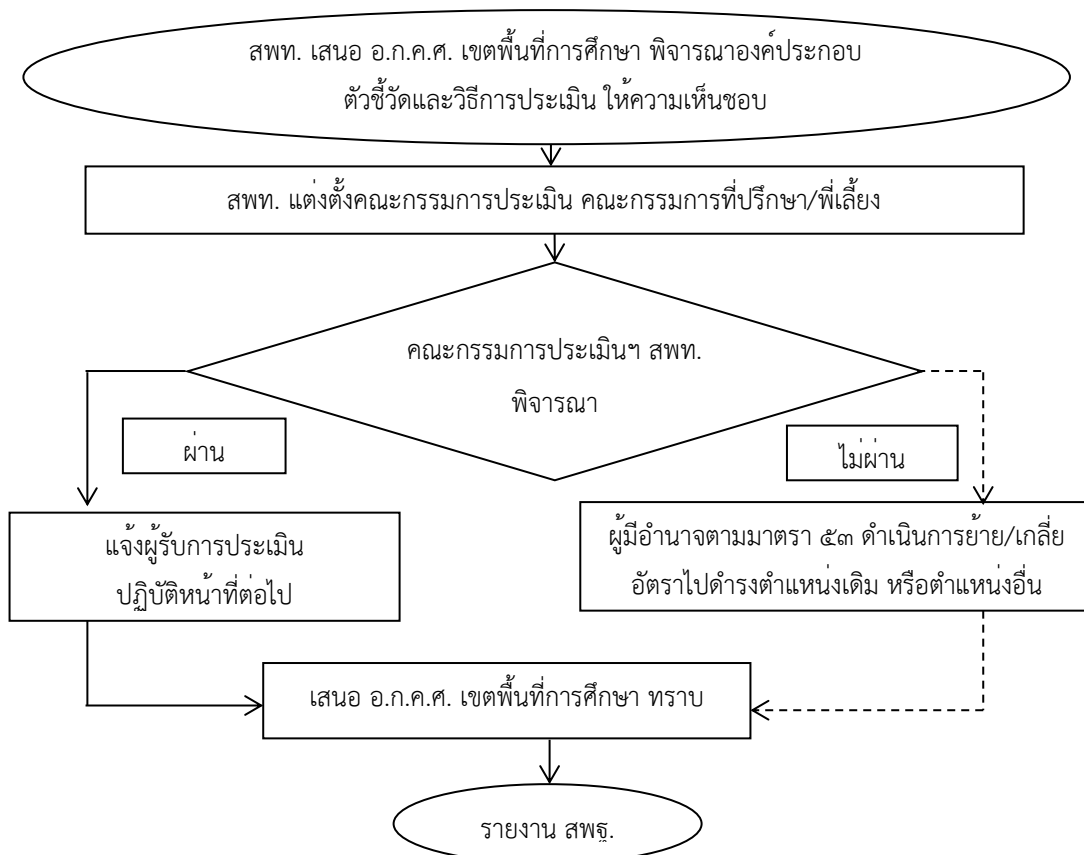 สพท. เสนอ อ.ก.ค.ศ. เขตพื้นที่การศึกษา พิจารณาองค์ประกอบ
ตัวชี้วัดและวิธีการประเมิน ให้ความเห็นชอบ
สพท. แต่งตั้งคณะกรรมการประเมิน คณะกรรมการที่ปรึกษา/พี่เลี้ยง
คณะกรรมการประเมินฯ สพท.
พิจารณา
ผ่าน
ไม่ผ่าน
แจ้งผู้รับการประเมิน
ปฏิบัติหน้าที่ต่อไป
ผู้มีอำนาจตามมาตรา ๕๓ ดำเนินการย้าย/เกลี่ย
อัตราไปดำรงตำแหน่งเดิม หรือตำแหน่งอื่น
เสนอ อ.ก.ค.ศ. เขตพื้นที่การศึกษา ทราบ
รายงาน สพฐ.